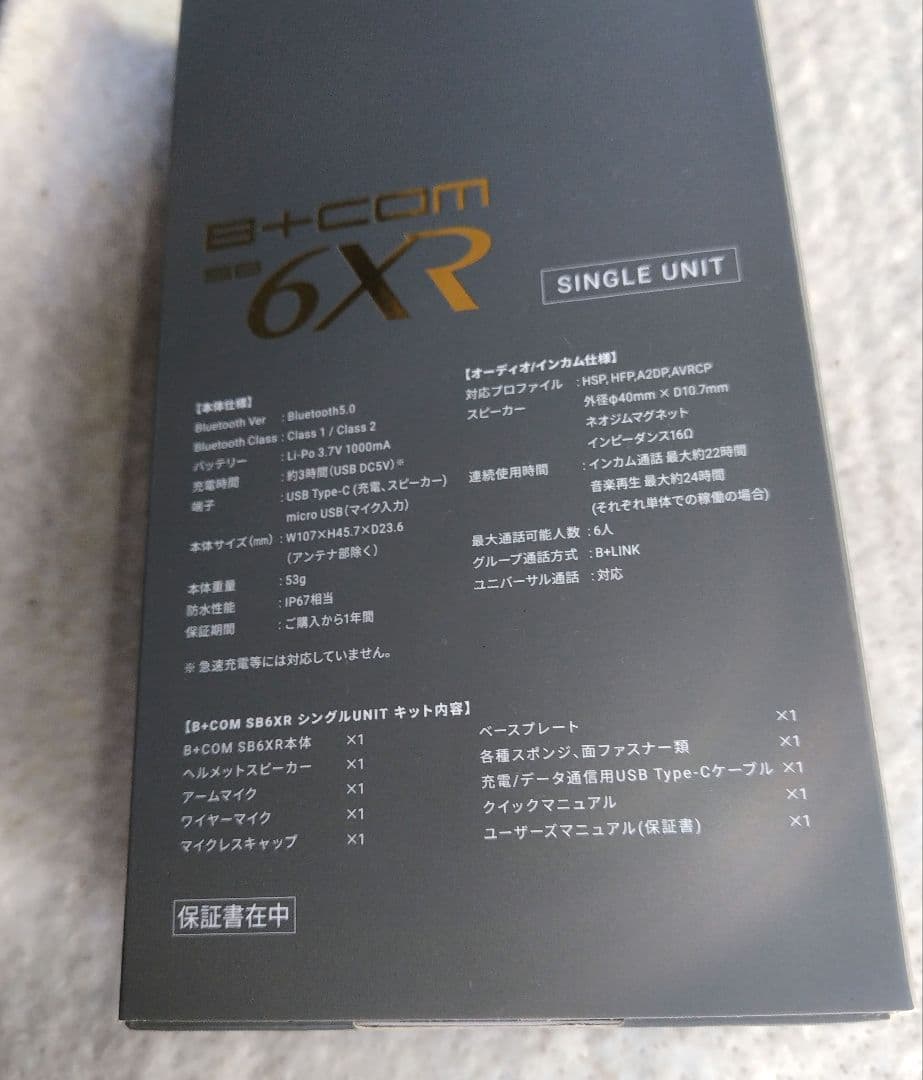 B+COM
SB
6XR
SINGLE UNIT
【本体仕様】
Bluetooth Ver : Bluetooth5.0
Bluetooth Class : Class 1 / Class 2
バッテリー : Li-Po 3.7V 1000mA
充電時間 : 約3時間(USB DC5V)※
端子 : USB Type-C (充電、スピーカー)
micro USB(マイク入力)
本体サイズ(mm) : W107×H45.7×D23.6
(アンテナ部除く)
本体重量 : 53g
防水性能 : IP67相当
保証期間 : ご購入から1年間
※ 急速充電等には対応していません。
【オーディオ/インカム仕様】
対応プロファイル : HSP, HFP,A2DP,AVRCP
スピーカー 外径φ40mm × D10.7mm
ネオジムマグネット
インピーダンス16Ω
連続使用時間 : インカム通話 最大約22時間
音楽再生 最大約24時間
(それぞれ単体での稼働の場合)
最大通話可能人数 : 6人
グループ通話方式 : B+LINK
ユニバーサル通話 : 対応
【B+COM SB6XR シングルUNIT キット内容】
B+COM SB6XR本体 ×1
ヘルメットスピーカー ×1
アームマイク ×1
ワイヤーマイク ×1
マイクレスキャップ ×1
ベースプレート ×1
各種スポンジ、面ファスナー類 ×1
充電/データ通信用USB Type-Cケーブル ×1
クイックマニュアル ×1
ユーザーズマニュアル(保証書) ×1
保証書在中